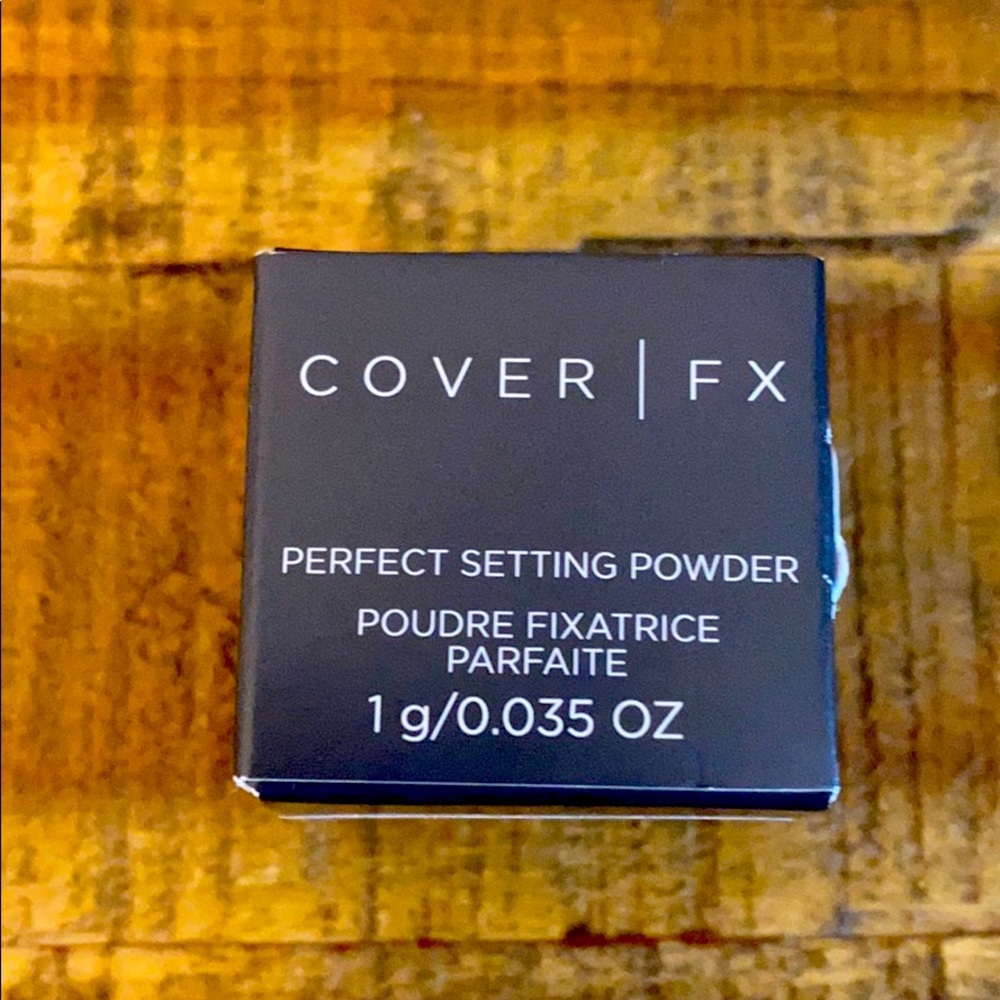 COVER | FX
PERFECT SETTING POWDER
POUDRE FIXATRICE
PARFAITE
1 g/0.035 OZ